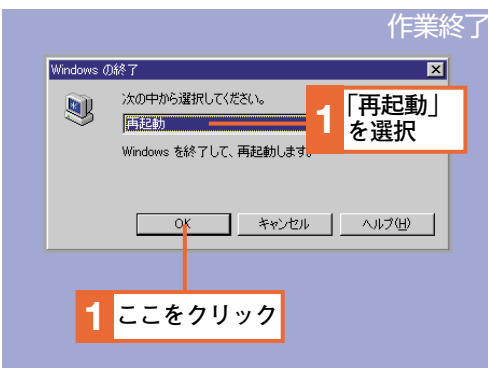 作業終了
Windows の終了
次の中から選択してください。
再起動
1 「再起動」
を選択
Windows を終了して、再起動します。
OK キャンセル ヘルプ(H)
1 ここをクリック